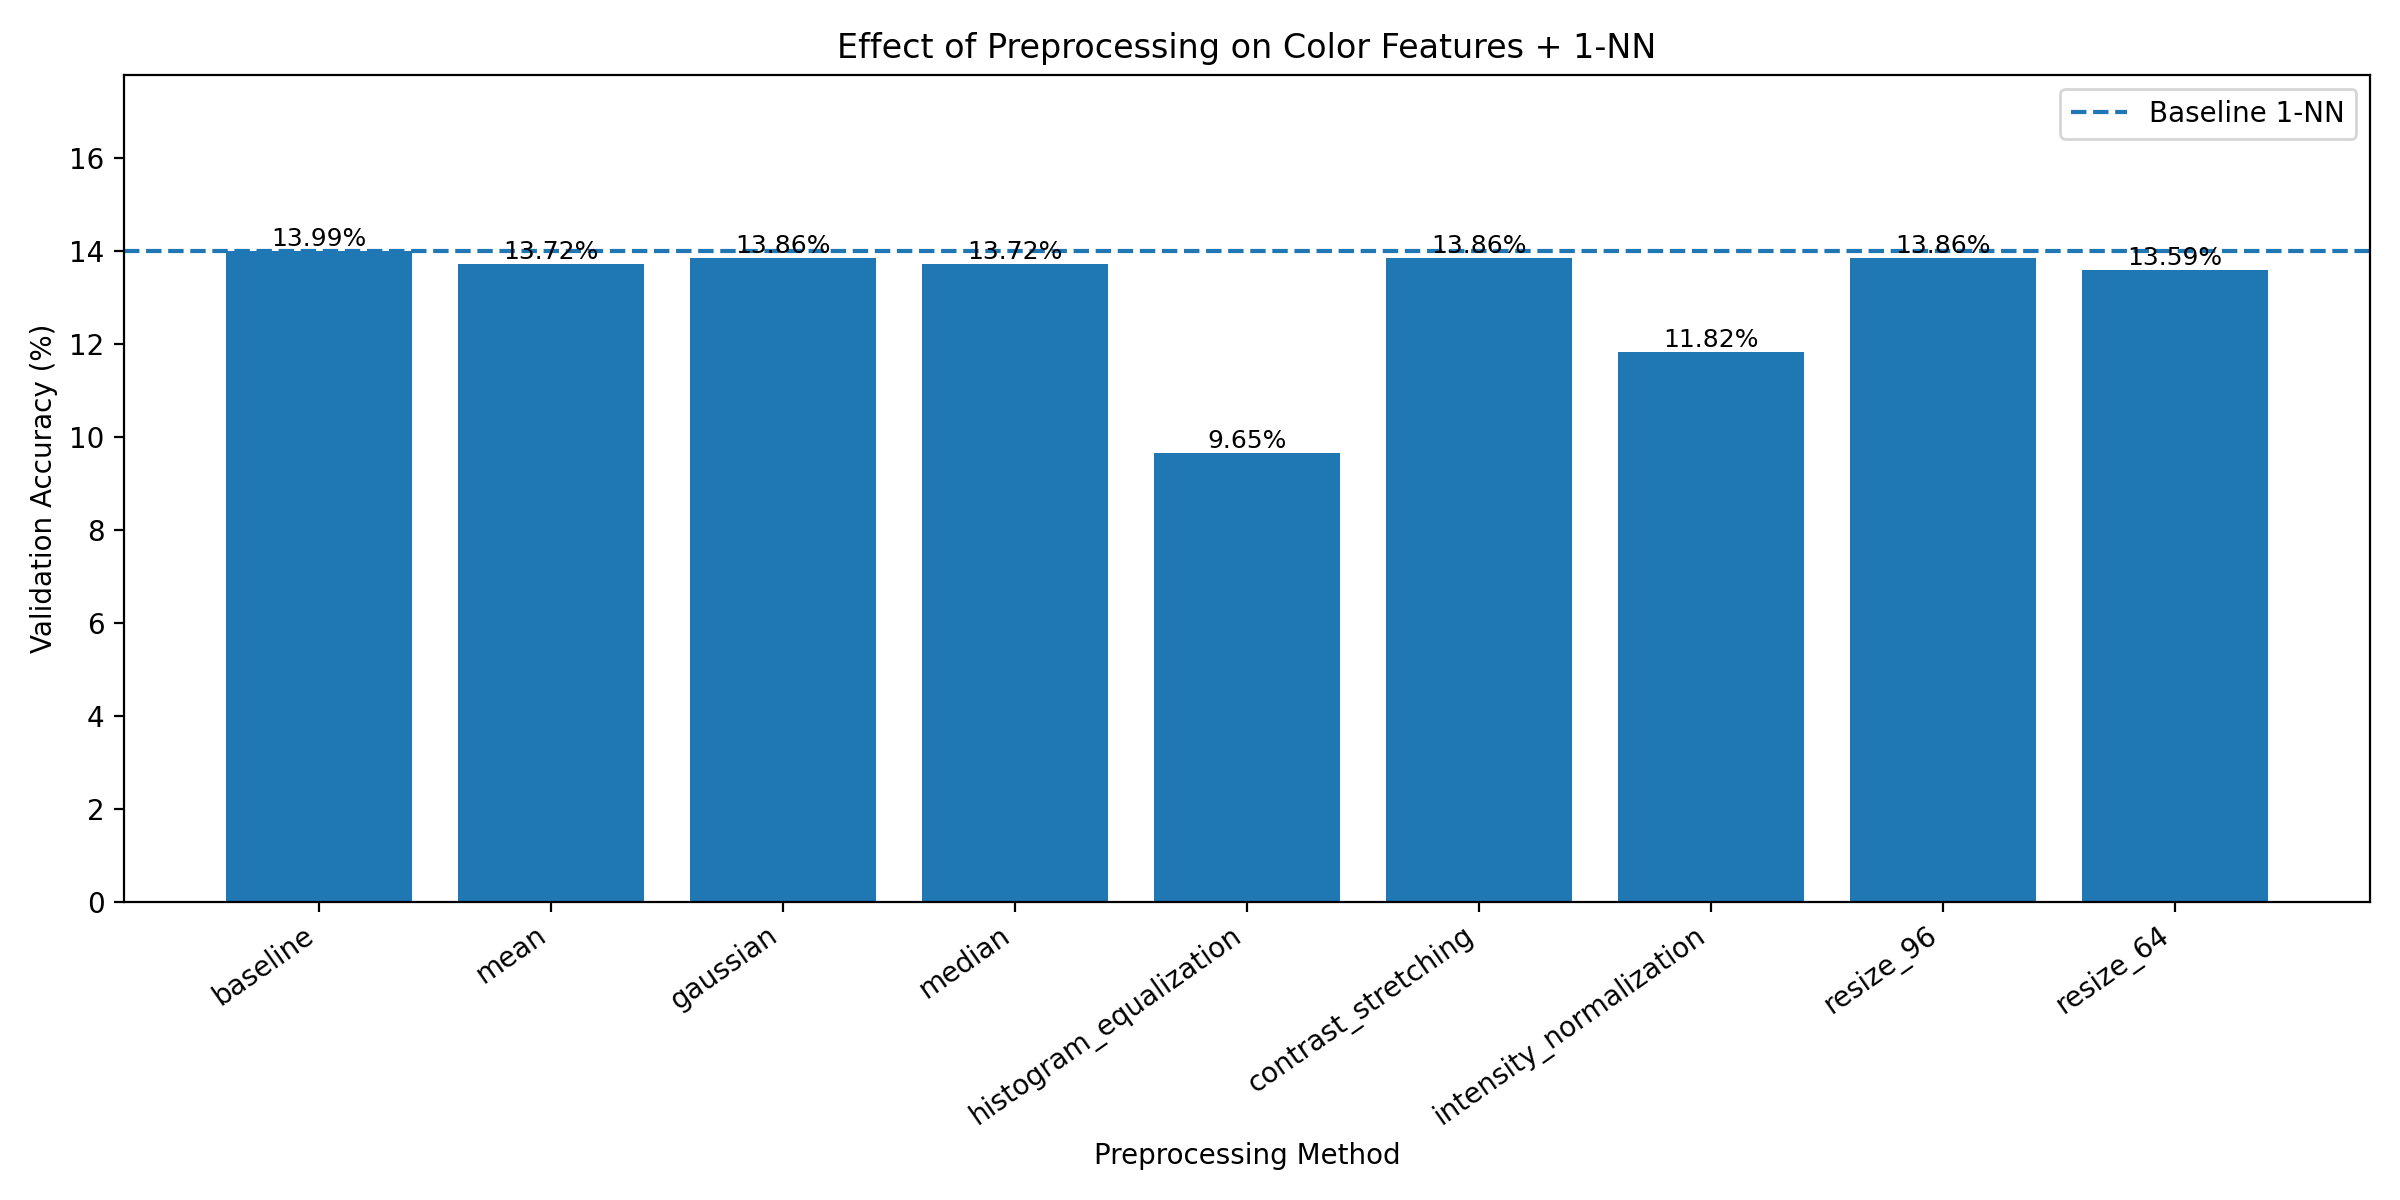 Effect of Preprocessing on Color Features + 1-NN
Baseline 1-NN
Validation Accuracy (%)
16
14
12
10
8
6
4
2
0
13.99%
13.72%
13.86%
13.72%
9.65%
13.86%
11.82%
13.86%
13.59%
baseline
mean
gaussian
median
histogram_equalization
contrast_stretching
intensity_normalization
resize_96
resize_64
Preprocessing Method